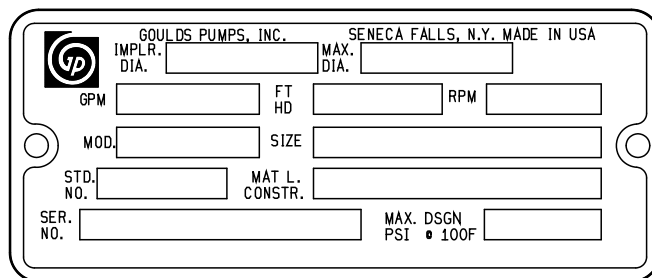 GP
GOULDS PUMPS, INC. SENECA FALLS, N.Y. MADE IN USA
IMPLR. DIA. MAX. DIA.
GPM FT HD RPM
MOD. SIZE
STD. NO. MAT L. CONSTR.
SER. NO. MAX. DSGN PSI @ 100F